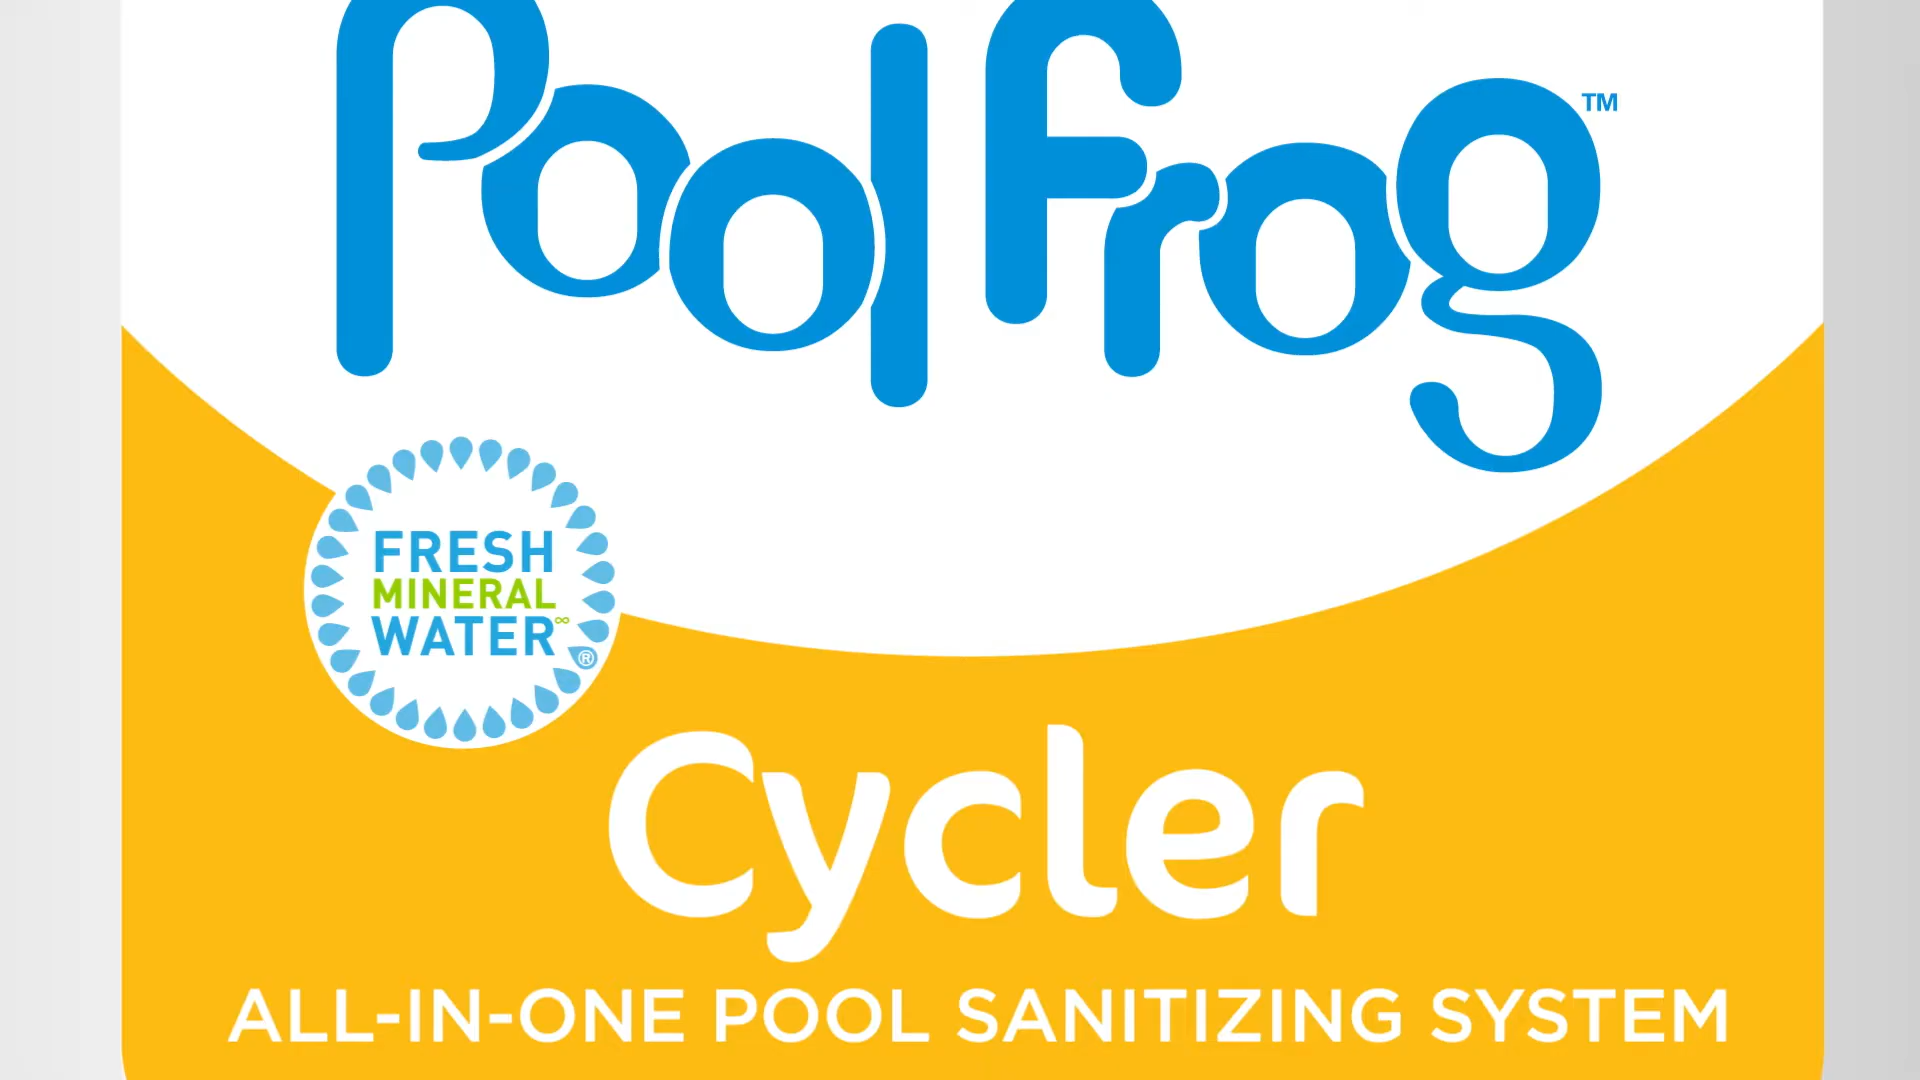 Pool Frog™
FRESH
MINERAL
WATER∞®
Cycler
ALL-IN-ONE POOL SANITIZING SYSTEM